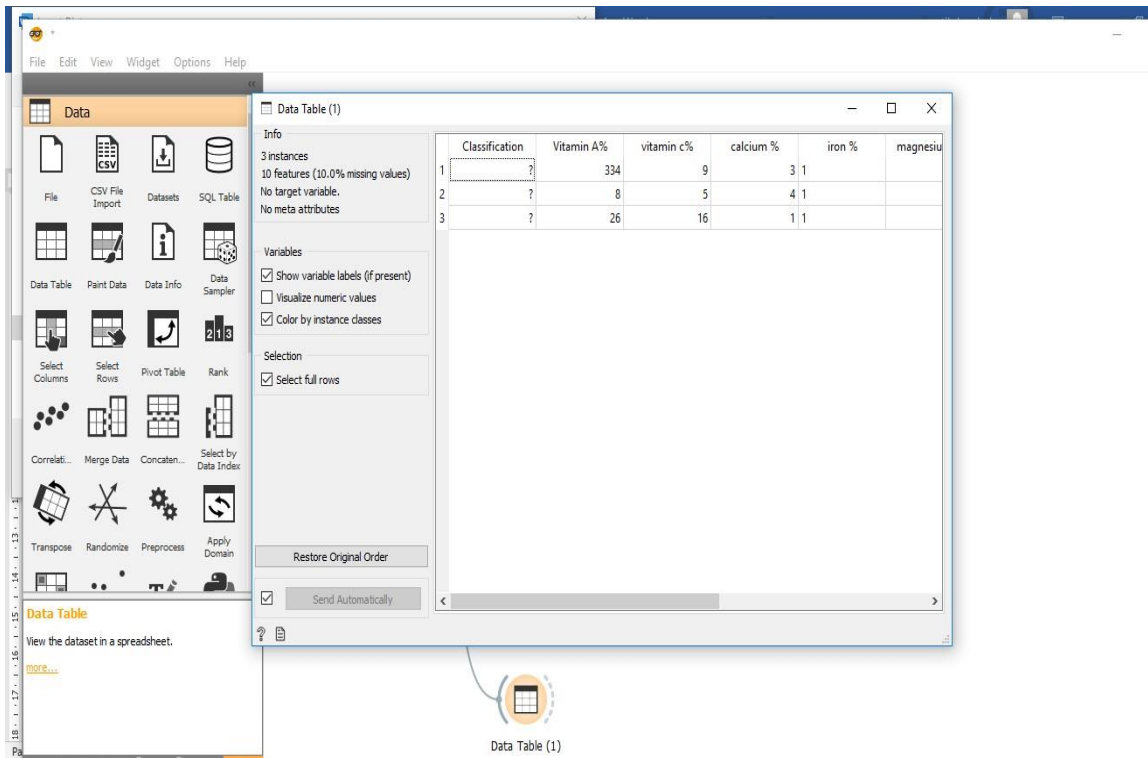 File Edit View Widget Options Help
Data
File
CSV File Import
Datasets
SQL Table
Data Table
Paint Data
Data Info
Data Sampler
Select Columns
Select Rows
Pivot Table
Rank
Correlati...
Merge Data
Concaten...
Select by Data Index
Transpose
Randomize
Preprocess
Apply Domain
Data Table
View the dataset in a spreadsheet.
more...
Data Table (1)
Info
3 instances
10 features (10.0% missing values)
No target variable.
No meta attributes
Variables
Show variable labels (if present)
Visualize numeric values
Color by instance classes
Selection
Select full rows
Restore Original Order
Send Automatically
Classification Vitamin A% vitamin c% calcium % iron % magnesiu
1 ? 334 9 3 1
2 ? 8 5 4 1
3 ? 26 16 1 1
Data Table (1)